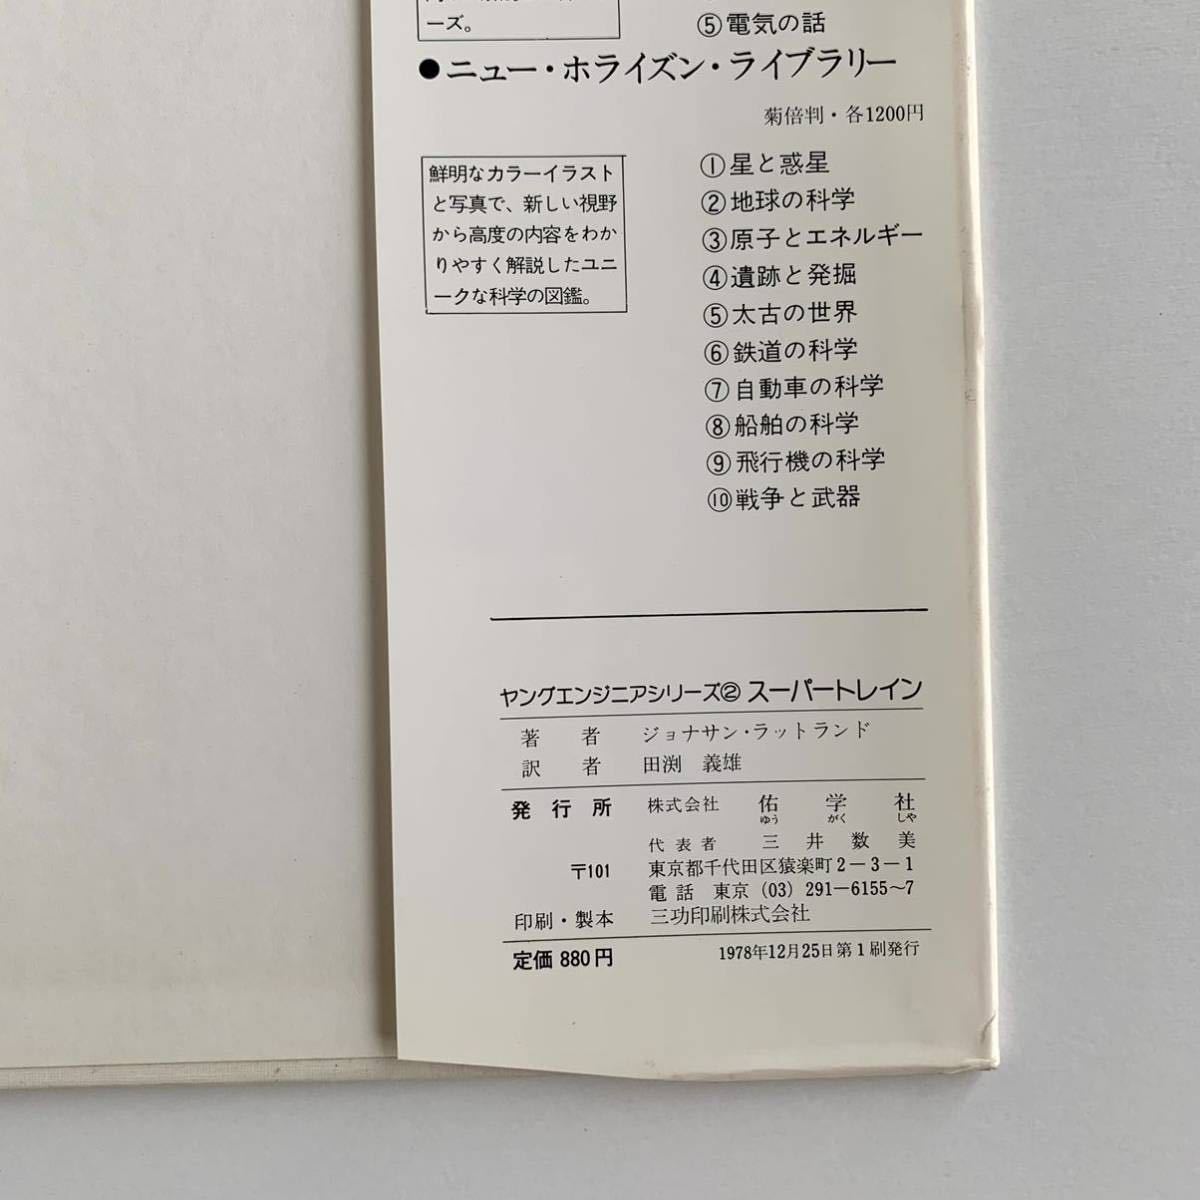 ーズ。
⑤電気の話
●ニュー・ホライズン・ライブラリー
菊倍判・各1200円
鮮明なカラーイラスト
と写真で、新しい視野
から高度の内容をわか
りやすく解説したユニ
ークな科学の図鑑。
①星と惑星
②地球の科学
③原子とエネルギー
④遺跡と発掘
⑤太古の世界
⑥鉄道の科学
⑦自動車の科学
⑧船舶の科学
⑨飛行機の科学
⑩戦争と武器
ヤングエンジニアシリーズ② スーパートレイン
著者 ジョナサン・ラットランド
訳者 田渕 義雄
発行所 株式会社 佑学社
ゆう がく しや
代表者 三井数美
〒101 東京都千代田区猿楽町2-3-1
電話 東京 (03) 291-6155〜7
印刷・製本 三功印刷株式会社
定価 880円 1978年12月25日第1刷発行